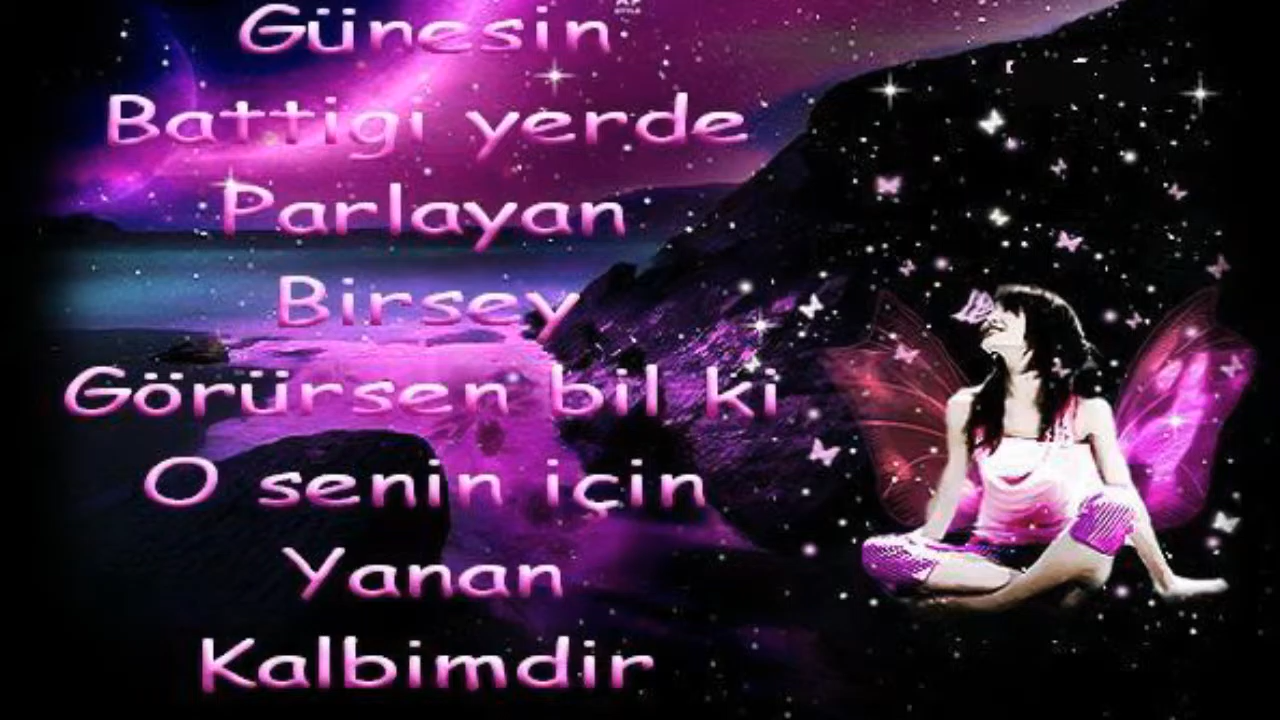 Günesin
Battigi yerde
Parlayan
Birsey
Görürsen bil ki
O senin için
Yanan
Kalbimdir